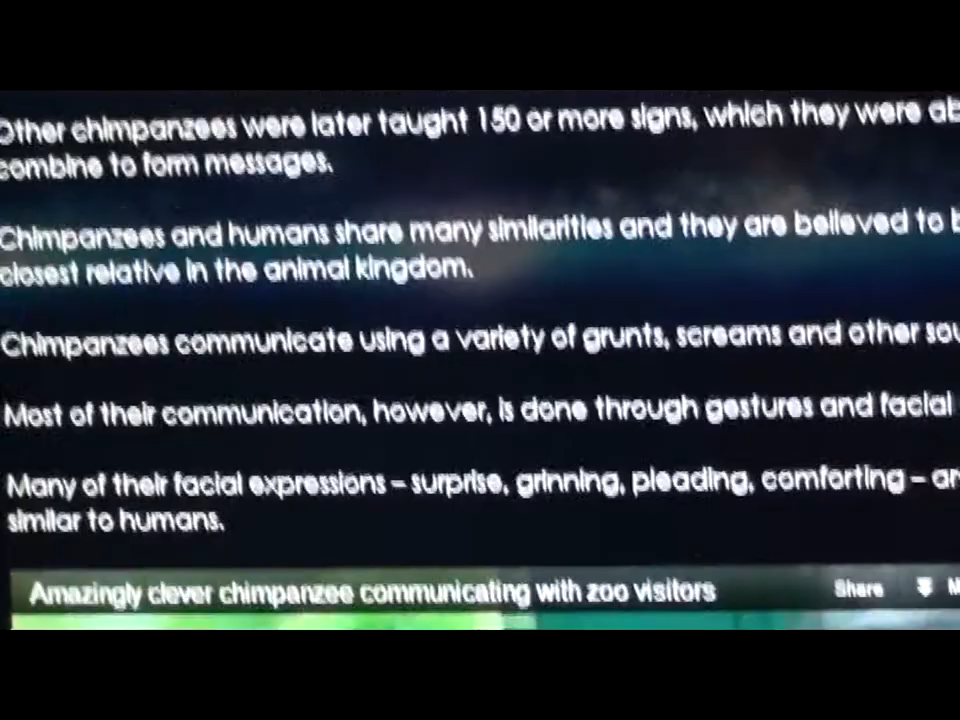 Other chimpanzees were later taught 150 or more signs, which they were ab
combine to form messages.
Chimpanzees and humans share many similarities and they are believed to b
closest relative in the animal kingdom.
Chimpanzees communicate using a variety of grunts, screams and other sou
Most of their communication, however, is done through gestures and facial
Many of their facial expressions – surprise, grinning, pleading, comforting – ar
similar to humans.
Amazingly clever chimpanzee communicating with zoo visitors Share M